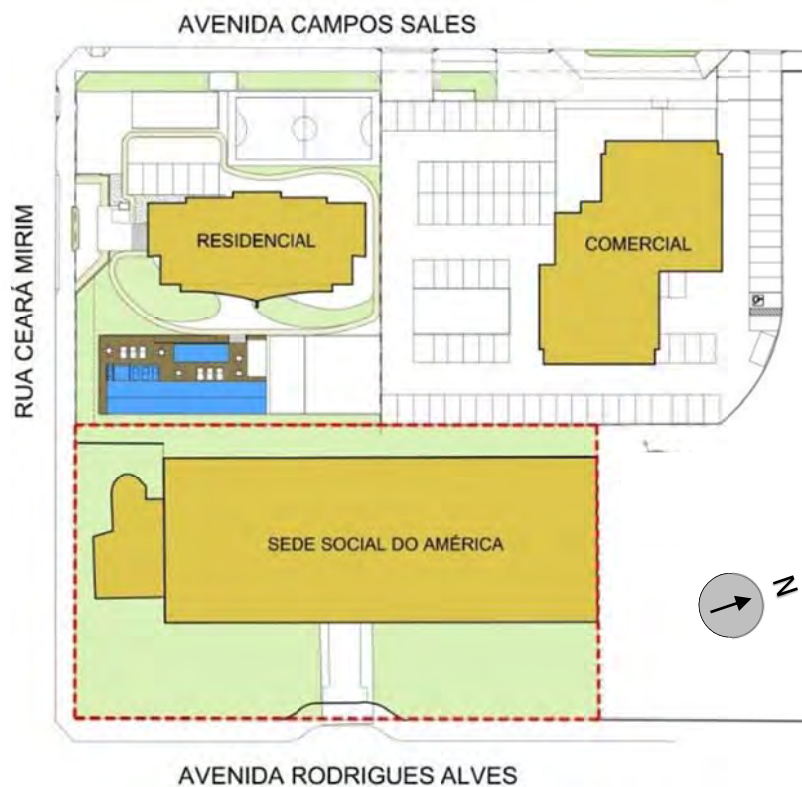 AVENIDA CAMPOS SALES
RUA CEARÁ MIRIM
RESIDENCIAL
COMERCIAL
SEDE SOCIAL DO AMÉRICA
N
AVENIDA RODRIGUES ALVES